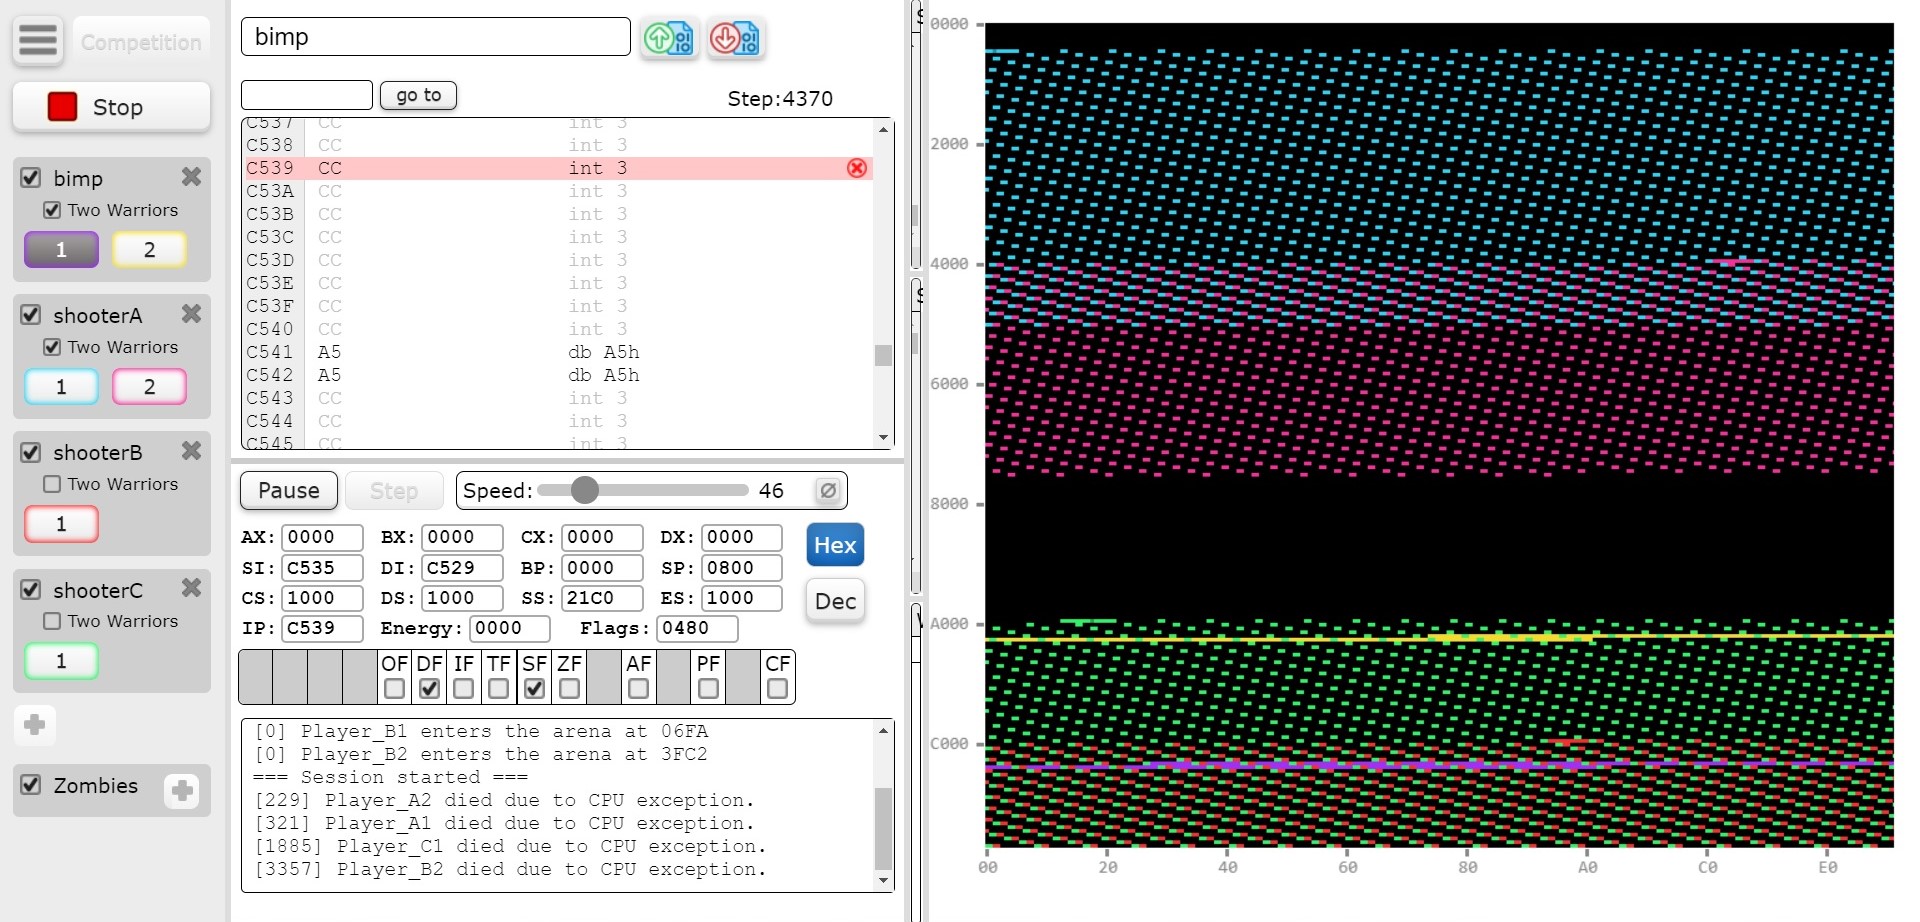 Competition
Stop
bimp
Two Warriors
1 2
shooterA
Two Warriors
1 2
shooterB
Two Warriors
1
shooterC
Two Warriors
1
Zombies
bimp
go to
Step:4370
C537 CC int 3
C538 CC int 3
C539 CC int 3
C53A CC int 3
C53B CC int 3
C53C CC int 3
C53D CC int 3
C53E CC int 3
C53F CC int 3
C540 CC int 3
C541 A5 db A5h
C542 A5 db A5h
C543 CC int 3
C544 CC int 3
C545 CC int 3
Pause Step Speed: 46
AX: 0000 BX: 0000 CX: 0000 DX: 0000
SI: C535 DI: C529 BP: 0000 SP: 0800
CS: 1000 DS: 1000 SS: 21C0 ES: 1000
IP: C539 Energy: 0000 Flags: 0480
Hex
Dec
OF DF IF TF SF ZF AF PF CF
[0] Player_B1 enters the arena at 06FA
[0] Player_B2 enters the arena at 3FC2
=== Session started ===
[229] Player_A2 died due to CPU exception.
[321] Player_A1 died due to CPU exception.
[1885] Player_C1 died due to CPU exception.
[3357] Player_B2 died due to CPU exception.
0000
2000
4000
6000
8000
A000
C000
00 20 40 60 80 A0 C0 E0